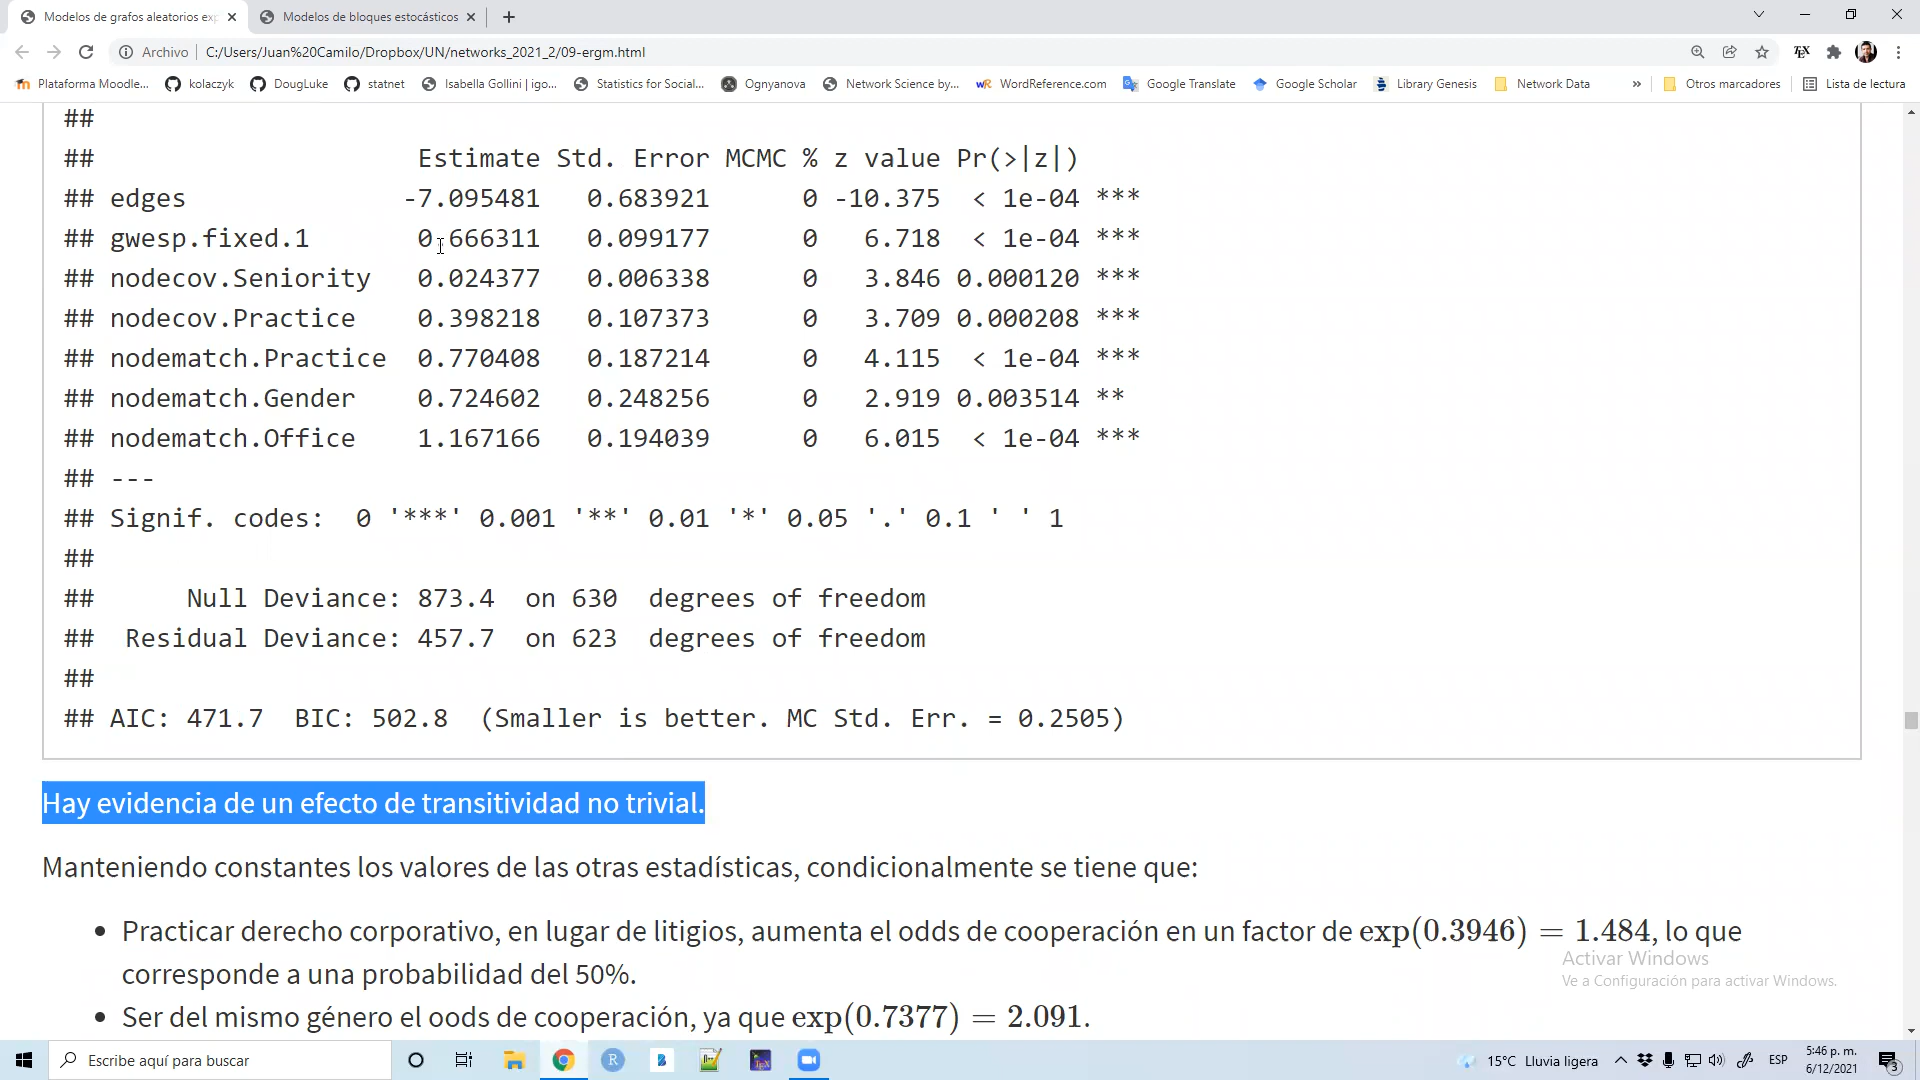 Modelos de grafos aleatorios exp
Modelos de bloques estocásticos
Archivo
C:/Users/Juan%20Camilo/Dropbox/UN/networks_2021_2/09-ergm.html
Plataforma Moodle... kolaczyk DougLuke statnet Isabella Gollini | igo... Statistics for Social... Ognyanova Network Science by... WordReference.com Google Translate Google Scholar Library Genesis Network Data » Otros marcadores Lista de lectura
##
## Estimate Std. Error MCMC % z value Pr(>|z|)
## edges -7.095481 0.683921 0 -10.375 < 1e-04 ***
## gwesp.fixed.1 0.666311 0.099177 0 6.718 < 1e-04 ***
## nodecov.Seniority 0.024377 0.006338 0 3.846 0.000120 ***
## nodecov.Practice 0.398218 0.107373 0 3.709 0.000208 ***
## nodematch.Practice 0.770408 0.187214 0 4.115 < 1e-04 ***
## nodematch.Gender 0.724602 0.248256 0 2.919 0.003514 **
## nodematch.Office 1.167166 0.194039 0 6.015 < 1e-04 ***
## ---
## Signif. codes: 0 '***' 0.001 '**' 0.01 '*' 0.05 '.' 0.1 ' ' 1
##
## Null Deviance: 873.4 on 630 degrees of freedom
## Residual Deviance: 457.7 on 623 degrees of freedom
##
## AIC: 471.7 BIC: 502.8 (Smaller is better. MC Std. Err. = 0.2505)
Hay evidencia de un efecto de transitividad no trivial.
Manteniendo constantes los valores de las otras estadísticas, condicionalmente se tiene que:
• Practicar derecho corporativo, en lugar de litigios, aumenta el odds de cooperación en un factor de exp(0.3946) = 1.484, lo que
corresponde a una probabilidad del 50%.
Activar Windows
Ve a Configuración para activar Windows.
• Ser del mismo género el oods de cooperación, ya que exp(0.7377) = 2.091.
Escribe aquí para buscar
15°C Lluvia ligera
ESP
5:46 p. m.
6/12/2021
3